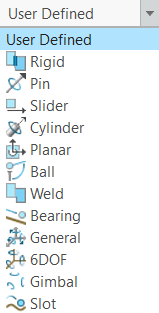 User Defined
User Defined
Rigid
Pin
Slider
Cylinder
Planar
Ball
Weld
Bearing
General
6DOF
Gimbal
Slot